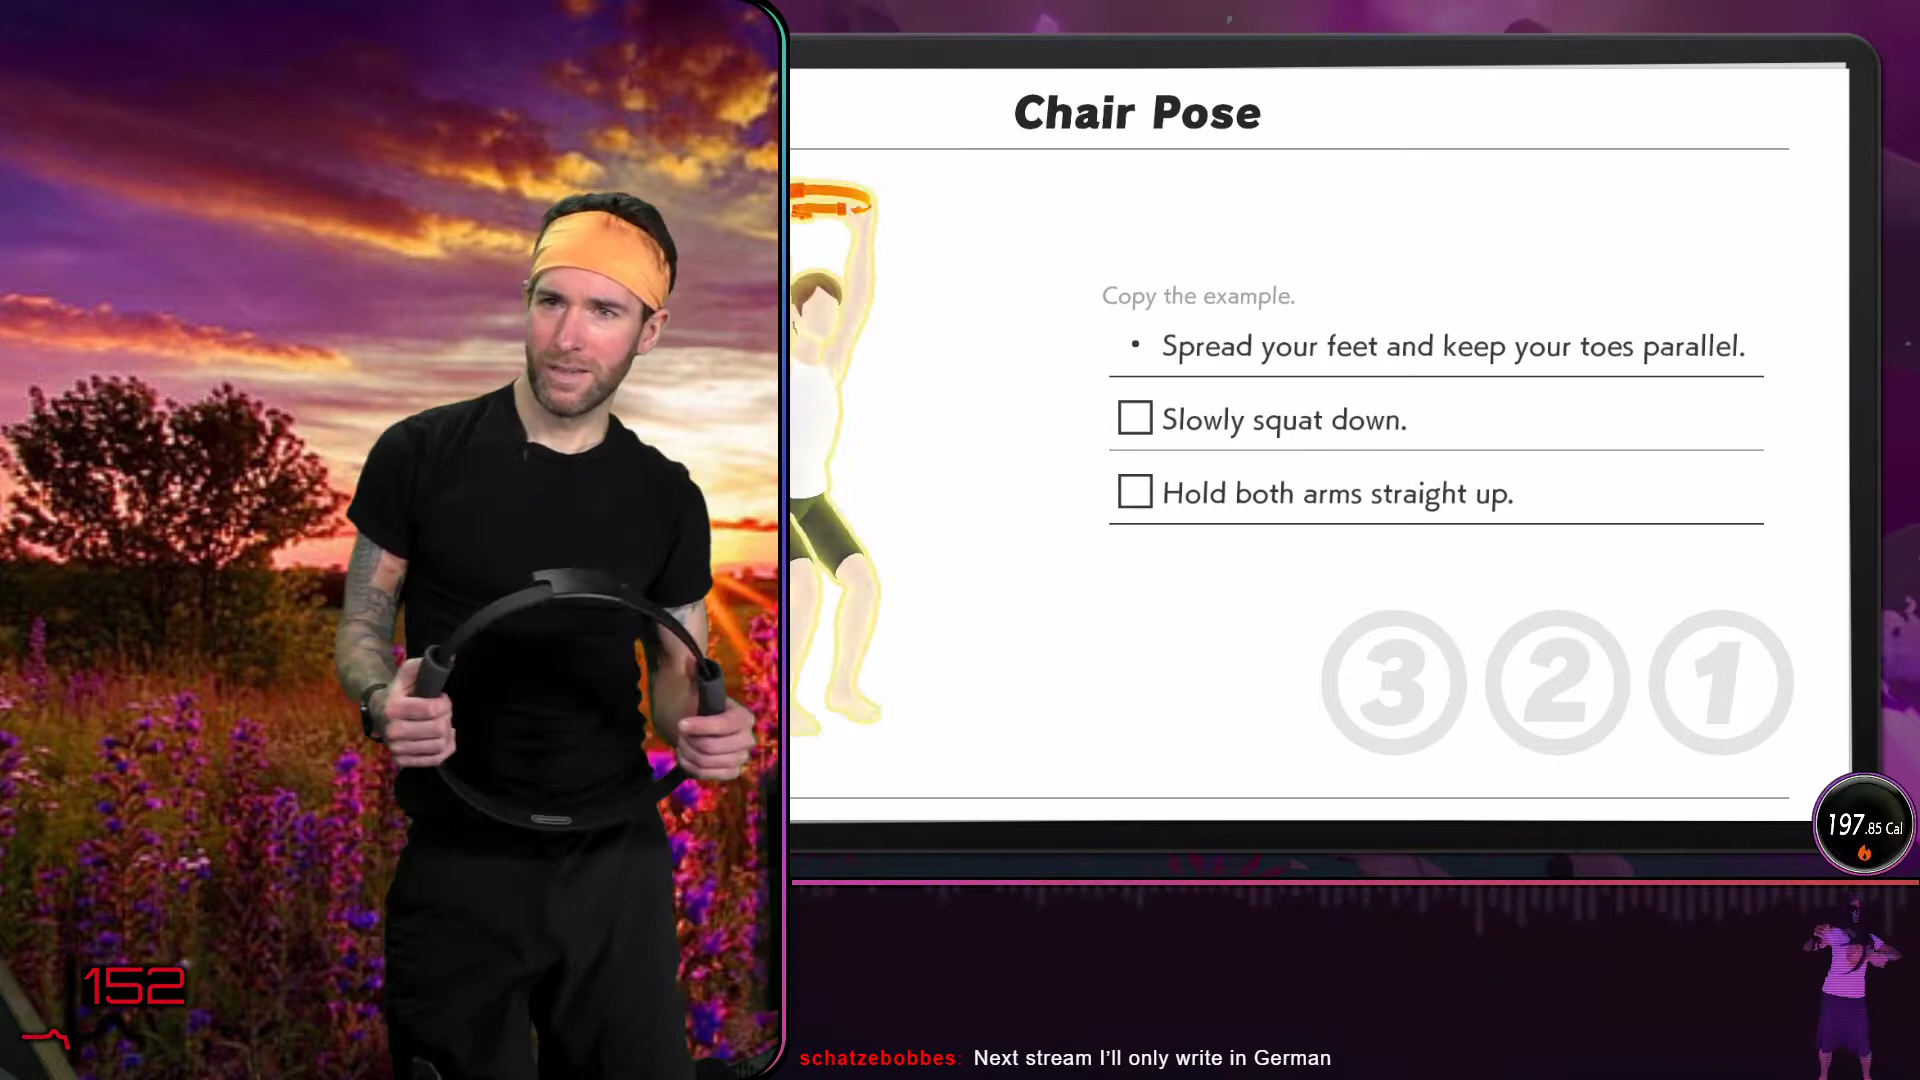 Chair Pose
Copy the example.
• Spread your feet and keep your toes parallel.
Slowly squat down.
Hold both arms straight up.
3 2 1
197.85 Cal
152
schatzebobbes: Next stream I'll only write in German